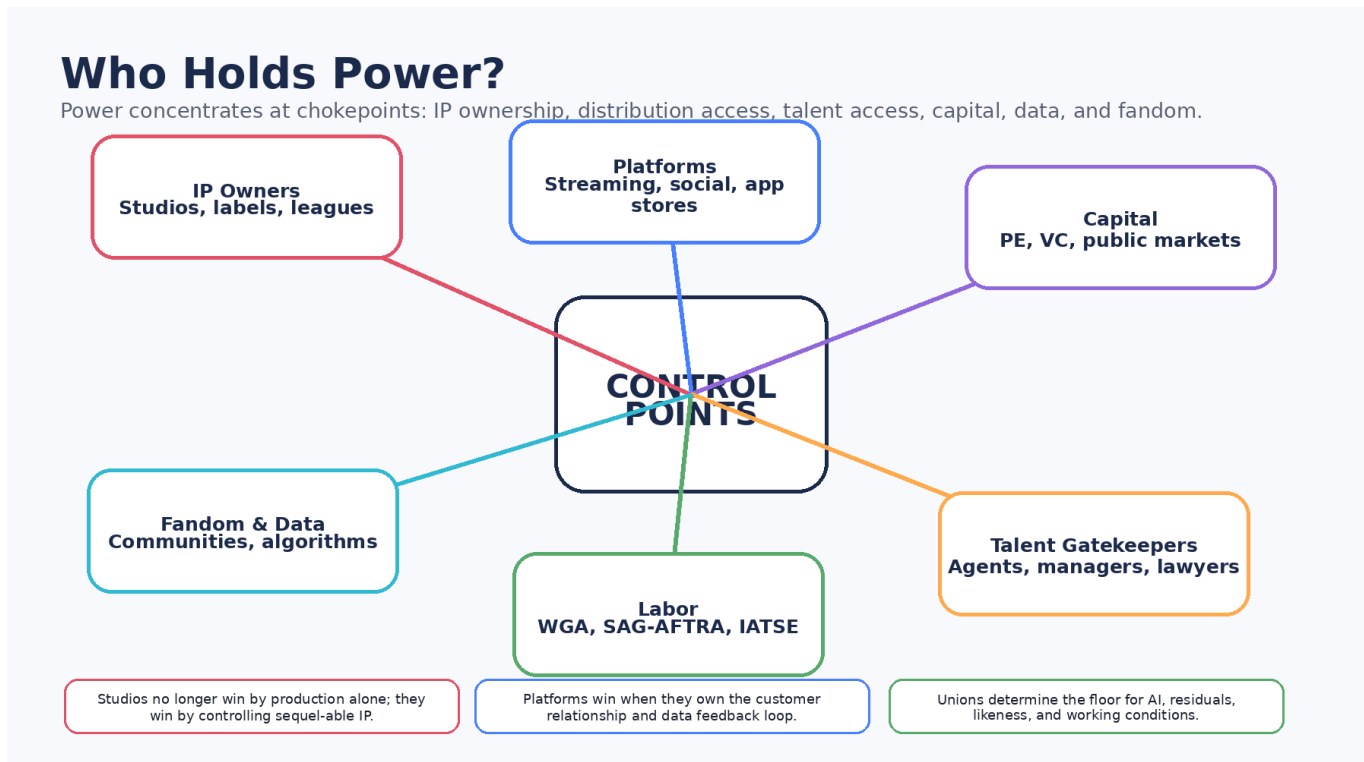 Who Holds Power?
Power concentrates at chokepoints: IP ownership, distribution access, talent access, capital, data, and fandom.
IP Owners
Studios, labels, leagues
Platforms
Streaming, social, app
stores
Capital
PE, VC, public markets
CONTROL
POINTS
Fandom & Data
Communities, algorithms
Labor
WGA, SAG-AFTRA, IATSE
Talent Gatekeepers
Agents, managers, lawyers
Studios no longer win by production alone; they
win by controlling sequel-able IP.
Platforms win when they own the customer
relationship and data feedback loop.
Unions determine the floor for AI, residuals,
likeness, and working conditions.